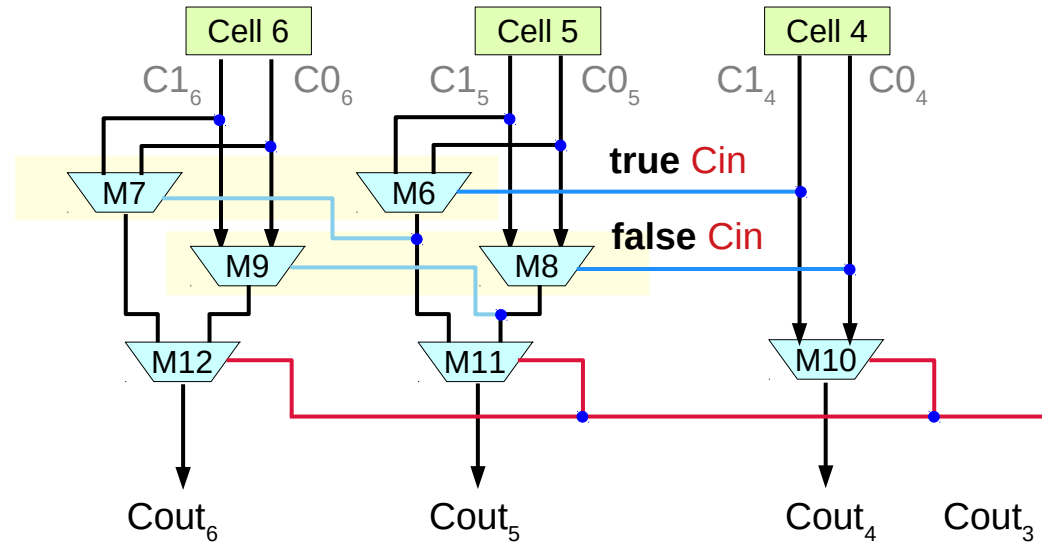 Cell 6 Cell 5 Cell 4
C1₆ C0₆ C1₅ C0₅ C1₄ C0₄
true Cin
M7 M6
false Cin
M9 M8
M12 M11 M10
Cout₆ Cout₅ Cout₄ Cout₃